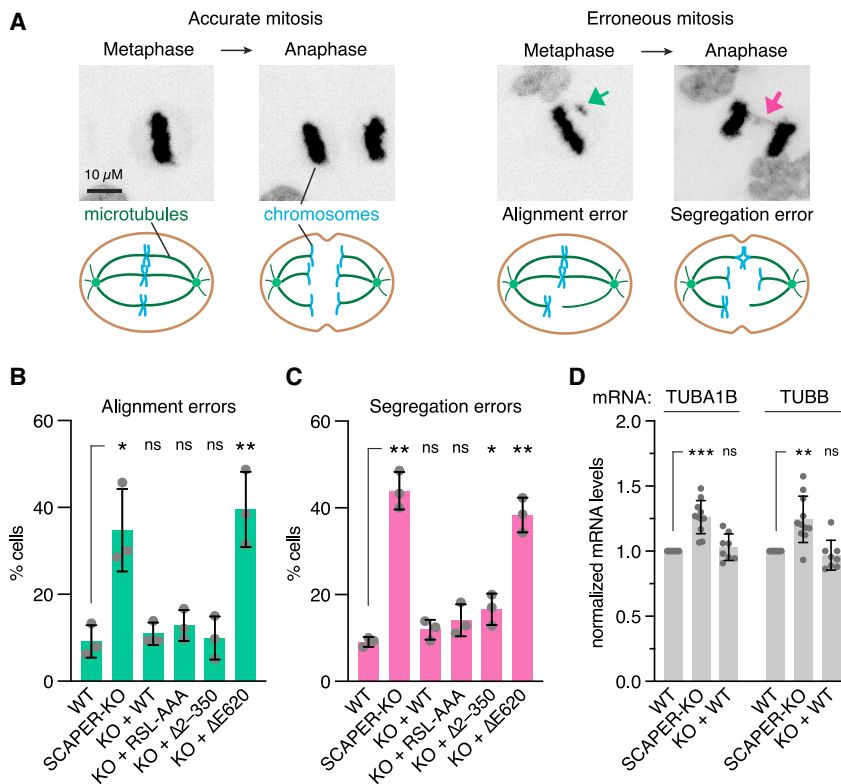 A
Accurate mitosis
Erroneous mitosis
Metaphase
Anaphase
Metaphase
Anaphase
10 µM
microtubules
chromosomes
Alignment error
Segregation error
B
Alignment errors
% cells
60
40
20
0
*
ns
ns
ns
**
WT
SCAPER-KO
KO + WT
KO + RSL-AAA
KO + Δ2–350
KO + ΔE620
C
Segregation errors
% cells
60
40
20
0
**
ns
ns
*
**
WT
SCAPER-KO
KO + WT
KO + RSL-AAA
KO + Δ2–350
KO + ΔE620
D
mRNA: TUBA1B TUBB
normalized mRNA levels
2.0
1.5
1.0
0.5
0.0
***
ns
**
ns
WT
SCAPER-KO
KO + WT
WT
SCAPER-KO
KO + WT